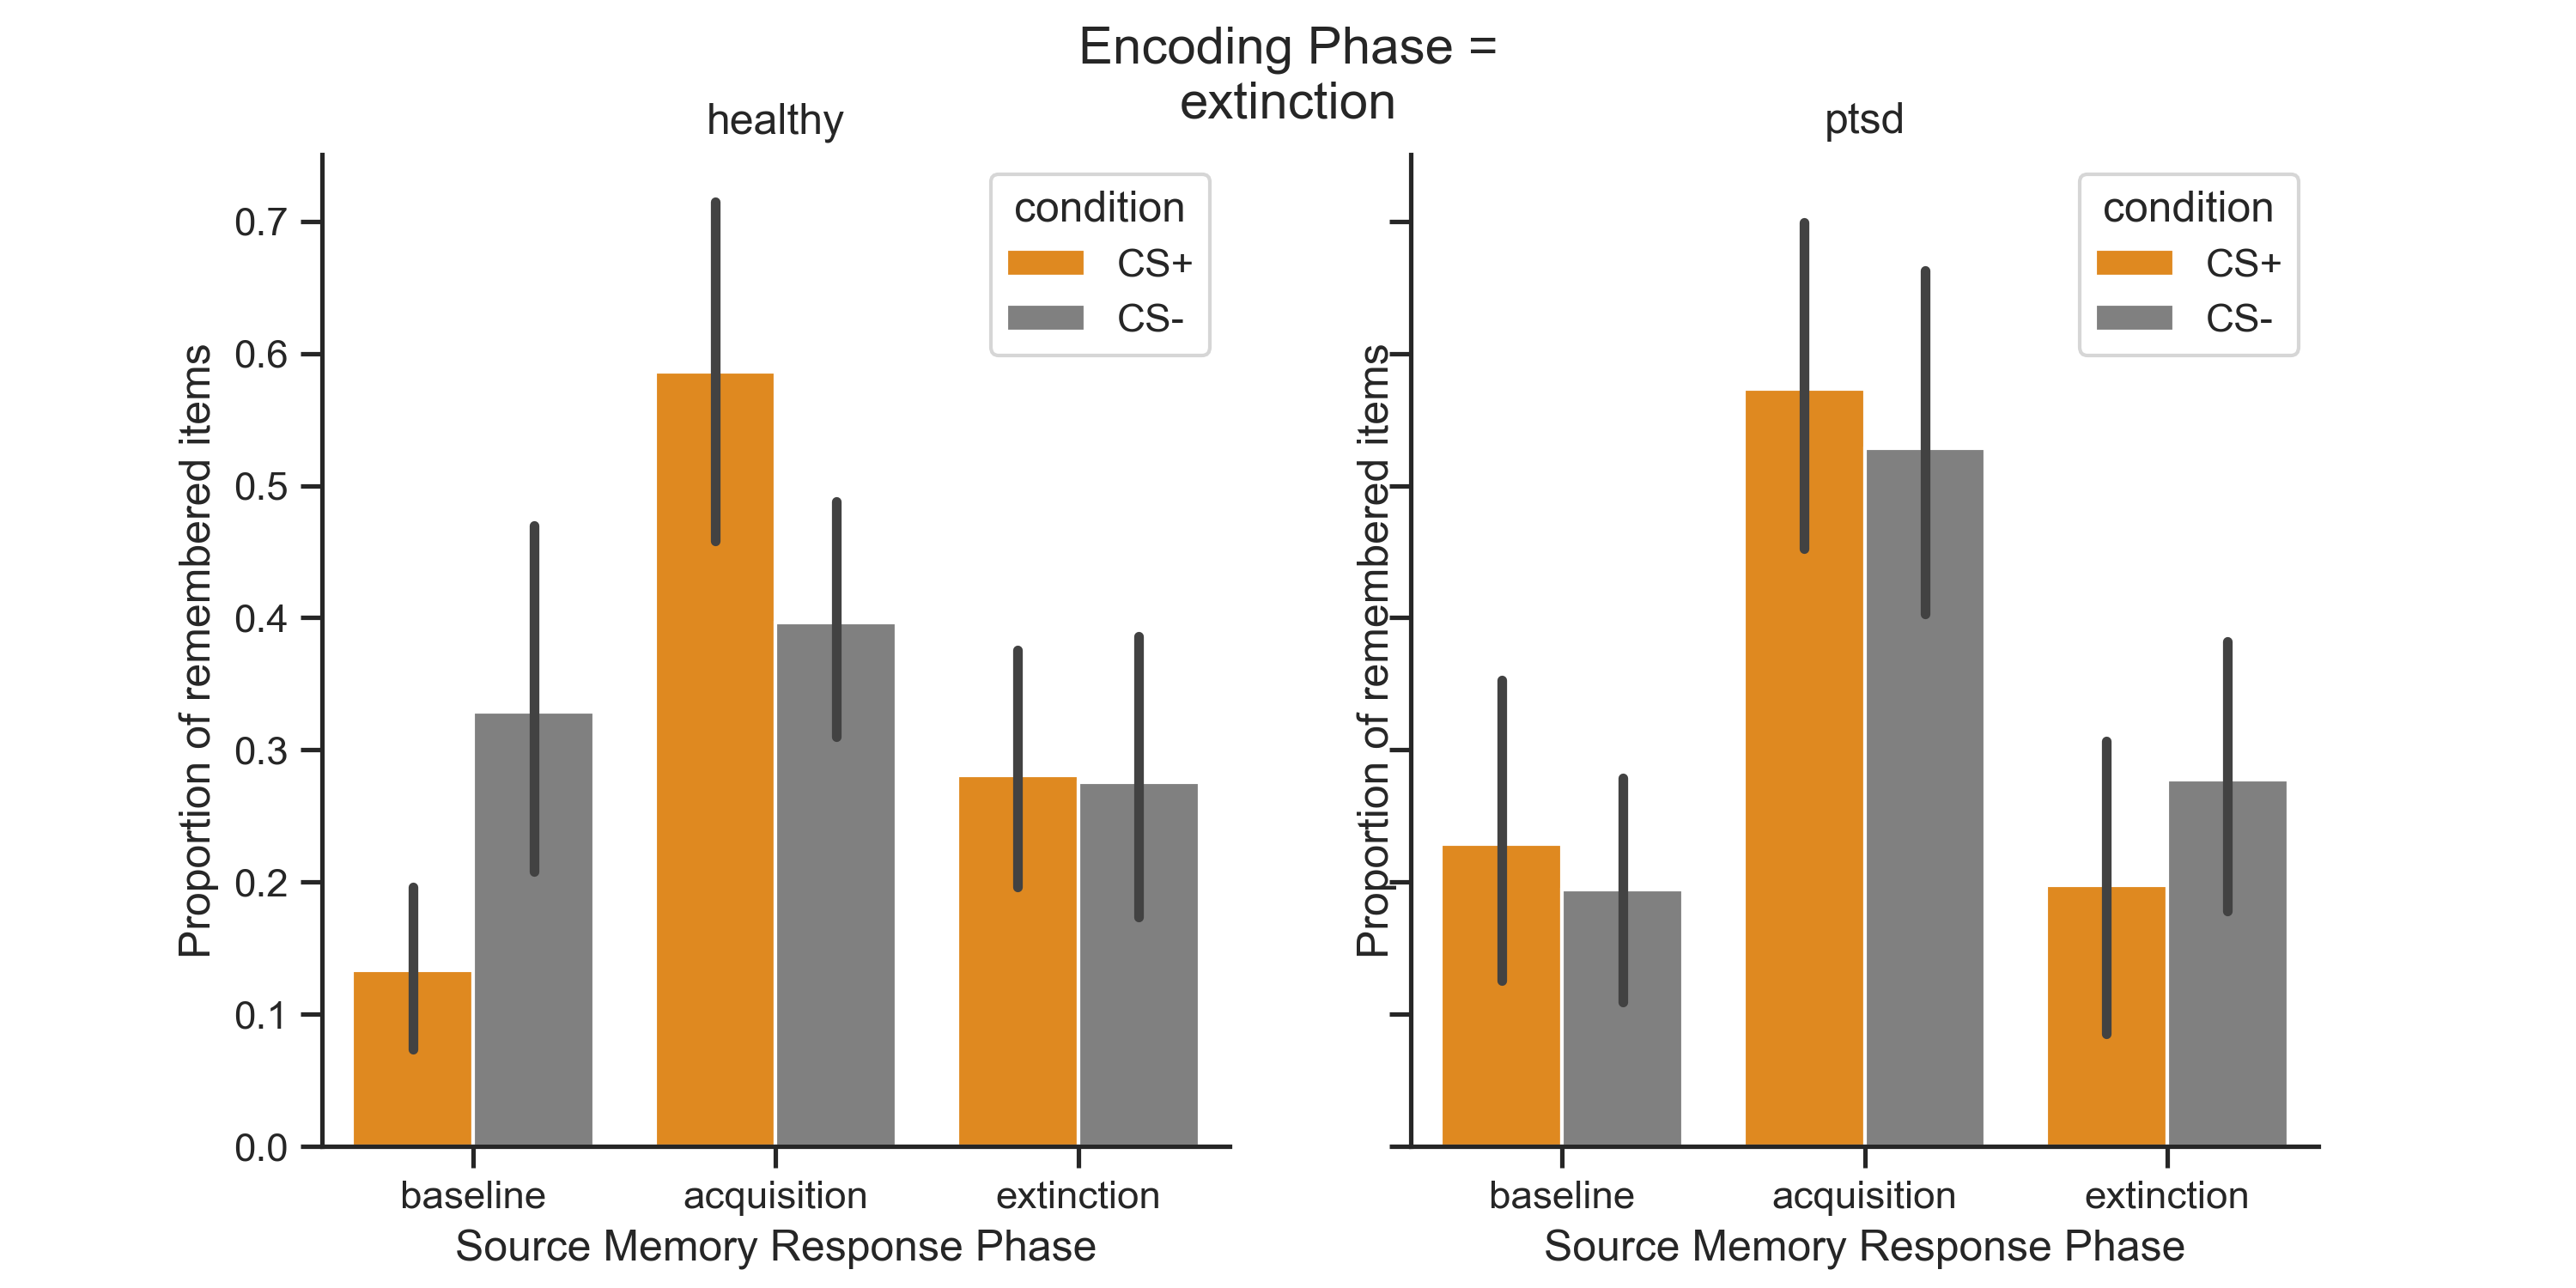 Encoding Phase =
extinction
healthy
condition
CS+
CS-
0.7
0.6
0.5
0.4
0.3
0.2
0.1
0.0
Proportion of remembered items
baseline acquisition extinction
Source Memory Response Phase
ptsd
condition
CS+
CS-
Proportion of remembered items
baseline acquisition extinction
Source Memory Response Phase